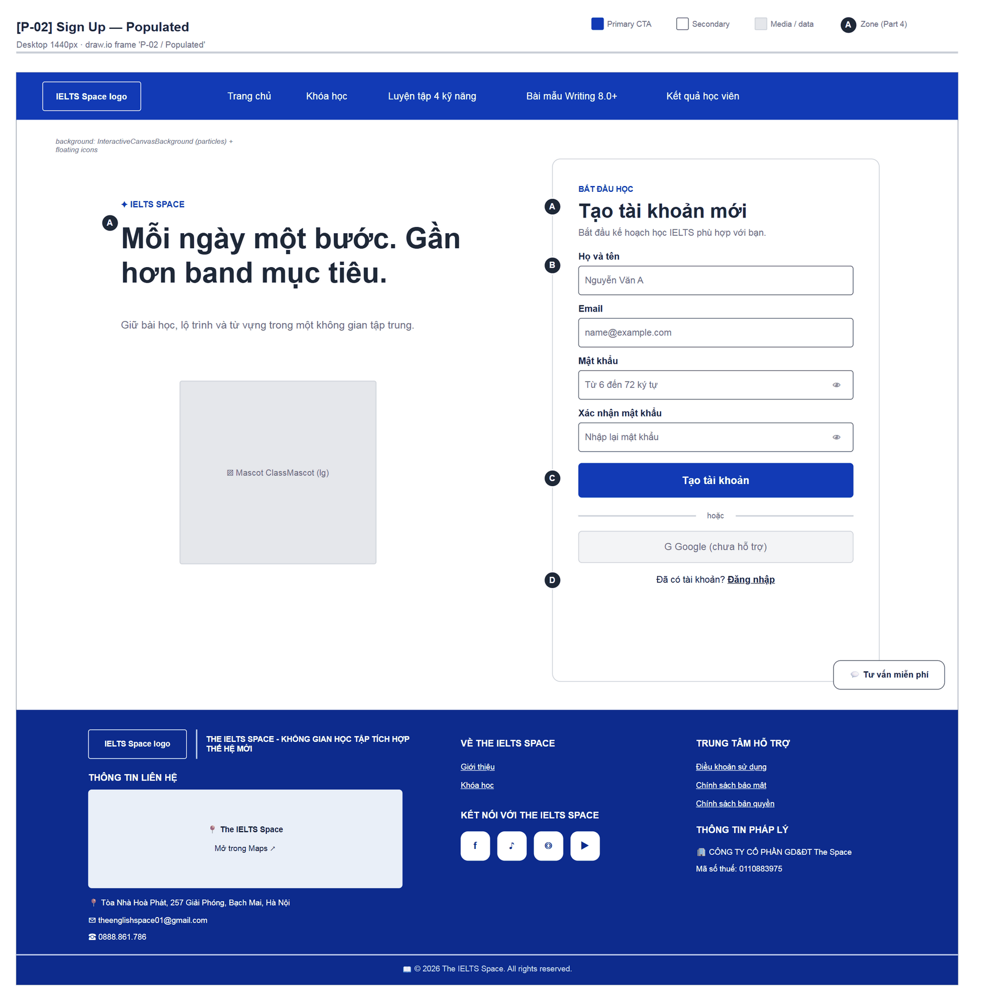 [P-02] Sign Up — Populated
Desktop 1440px · draw.io frame 'P-02 / Populated'
Primary CTA
Secondary
Media / data
A Zone (Part 4)
IELTS Space logo
Trang chủ
Khóa học
Luyện tập 4 kỹ năng
Bài mẫu Writing 8.0+
Kết quả học viên
background: InteractiveCanvasBackground (particles) +
floating icons
✦ IELTS SPACE
A
Mỗi ngày một bước. Gần
hơn band mục tiêu.
Giữ bài học, lộ trình và từ vựng trong một không gian tập trung.
▨ Mascot ClassMascot (lg)
BẮT ĐẦU HỌC
A
Tạo tài khoản mới
Bắt đầu kế hoạch học IELTS phù hợp với bạn.
B
Họ và tên
Nguyễn Văn A
Email
name@example.com
Mật khẩu
Từ 6 đến 72 ký tự
Xác nhận mật khẩu
Nhập lại mật khẩu
C
Tạo tài khoản
hoặc
G Google (chưa hỗ trợ)
D
Đã có tài khoản? Đăng nhập
💬 Tư vấn miễn phí
IELTS Space logo
THE IELTS SPACE - KHÔNG GIAN HỌC TẬP TÍCH HỢP
THẾ HỆ MỚI
THÔNG TIN LIÊN HỆ
📍 The IELTS Space
Mở trong Maps ↗
📍 Tòa Nhà Hoà Phát, 257 Giải Phóng, Bạch Mai, Hà Nội
✉ theenglishspace01@gmail.com
☎ 0888.861.786
VỀ THE IELTS SPACE
Giới thiệu
Khóa học
KẾT NỐI VỚI THE IELTS SPACE
f ♪ ◎ ▶
TRUNG TÂM HỖ TRỢ
Điều khoản sử dụng
Chính sách bảo mật
Chính sách bản quyền
THÔNG TIN PHÁP LÝ
🏢 CÔNG TY CỔ PHẦN GD&ĐT The Space
Mã số thuế: 0110883975
📖 © 2026 The IELTS Space. All rights reserved.